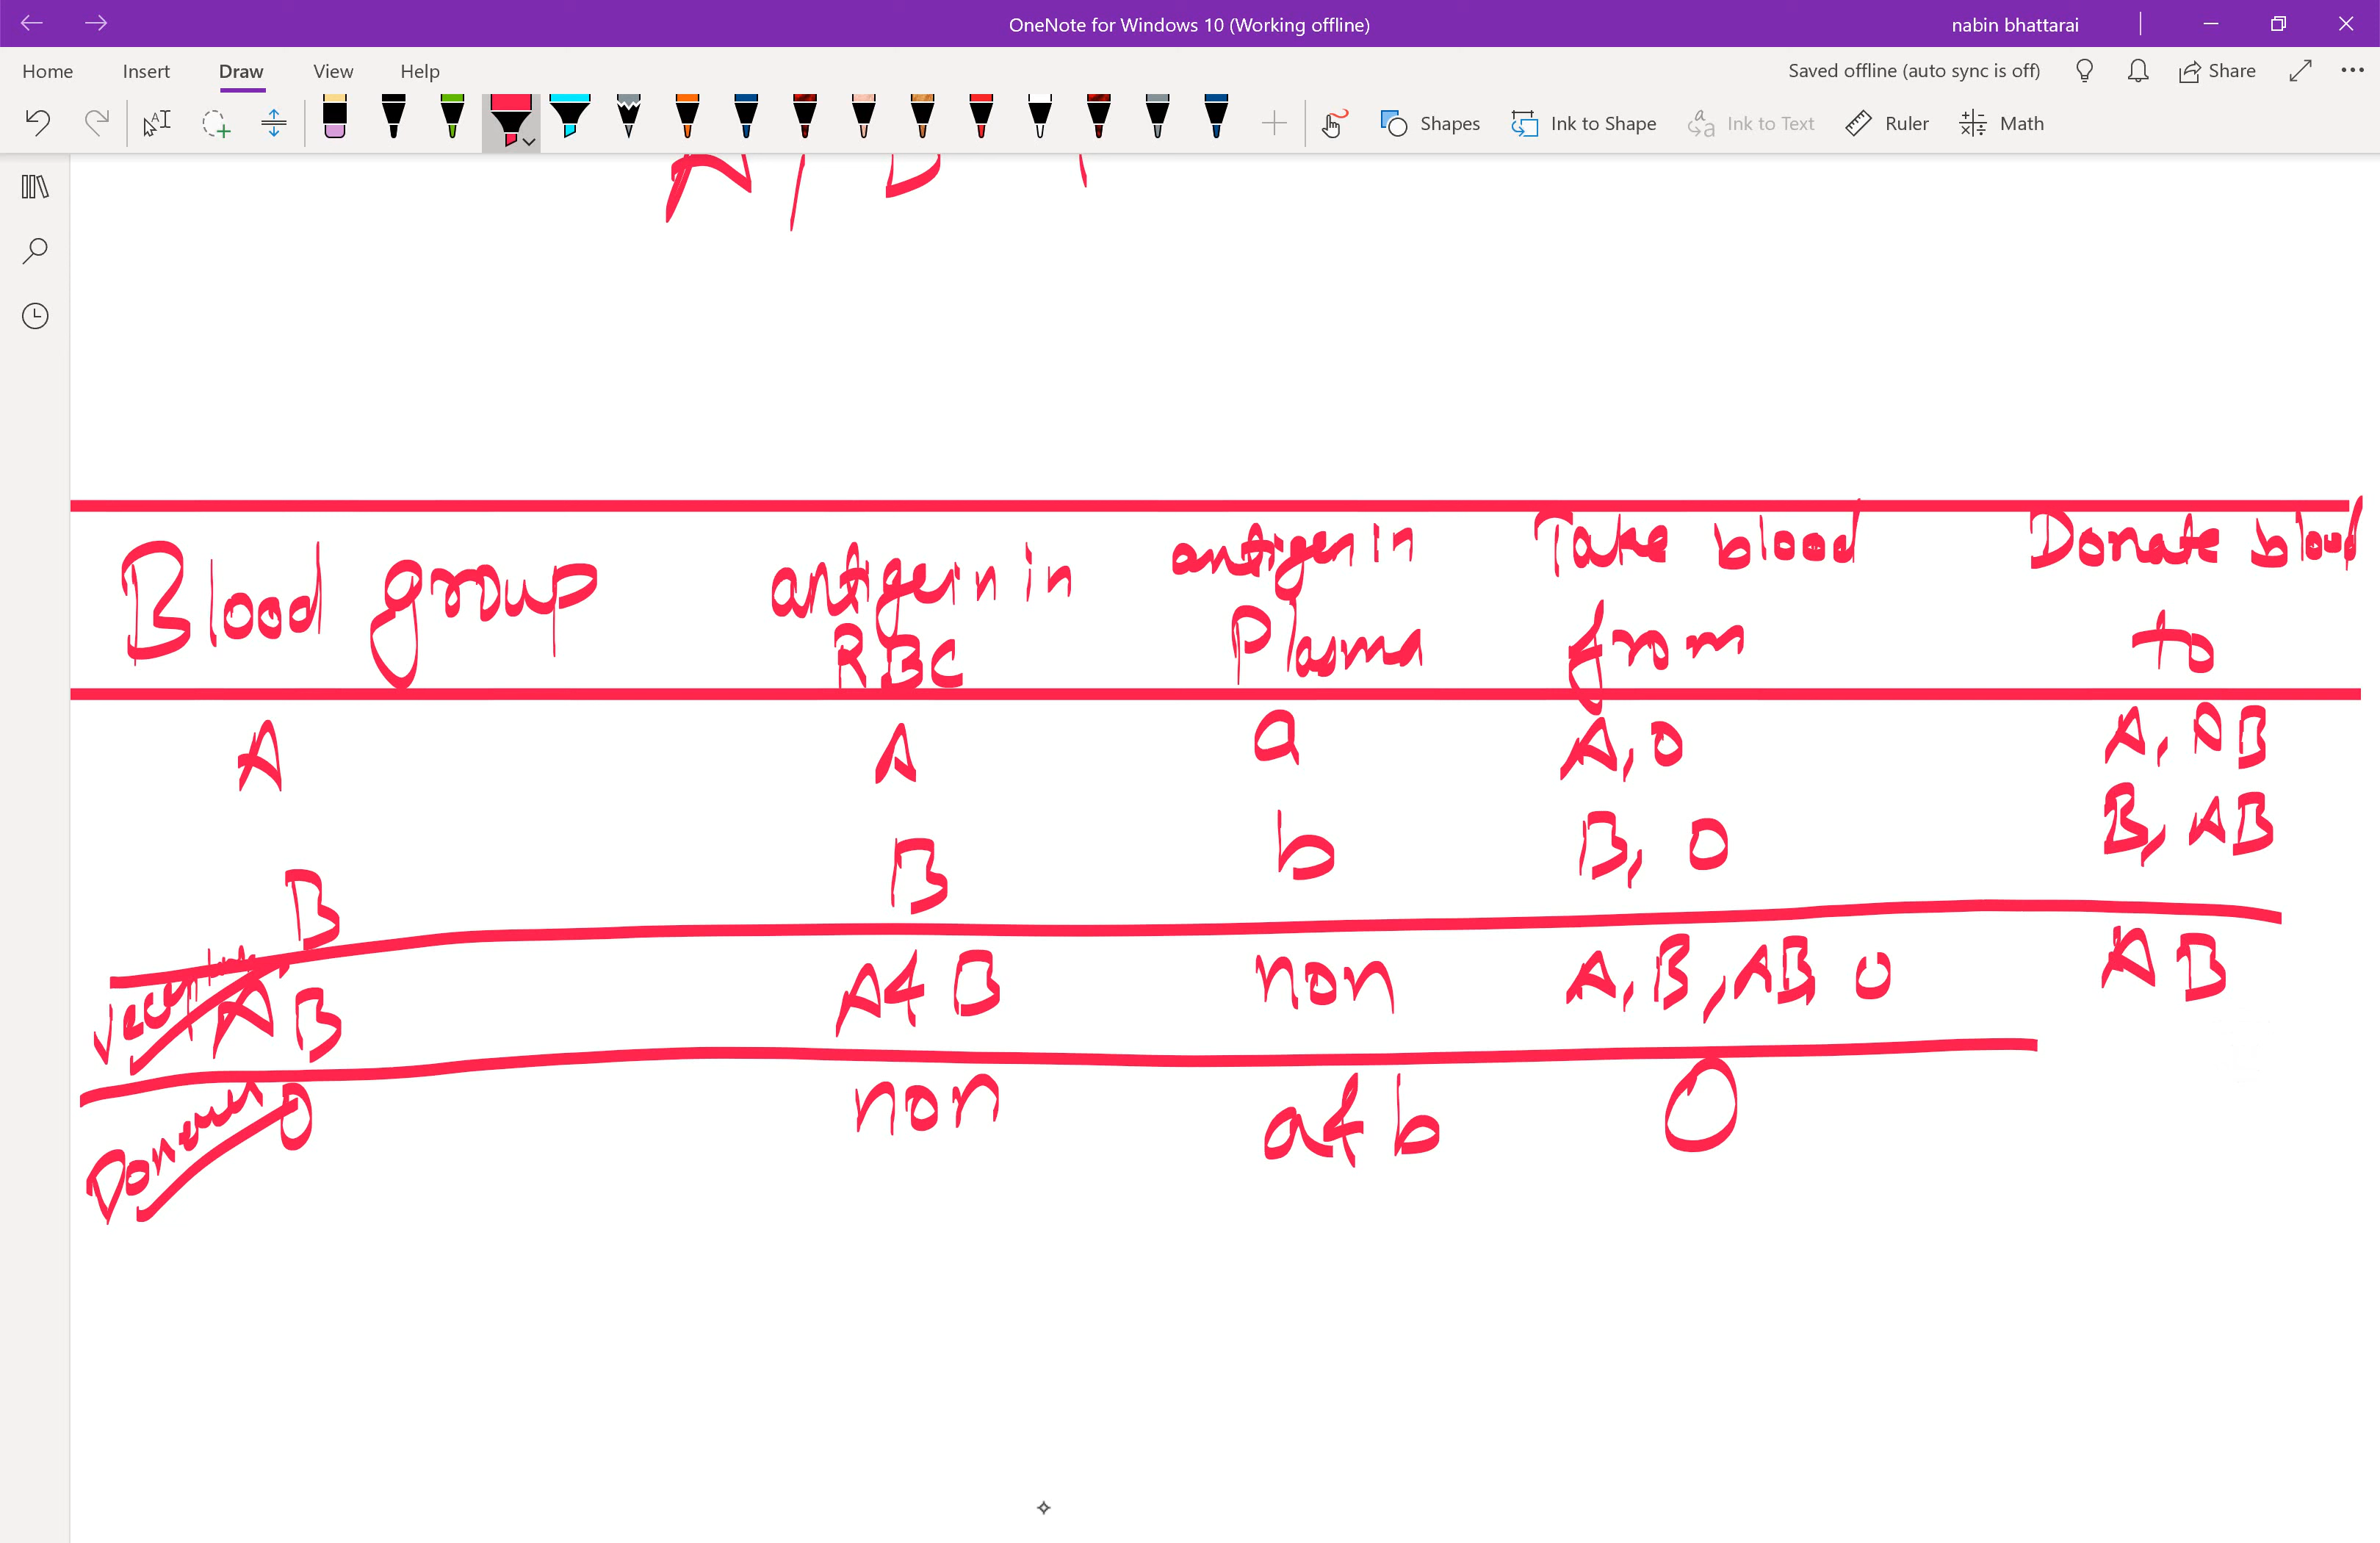 OneNote for Windows 10 (Working offline)
nabin bhattarai
Home Insert Draw View Help
Saved offline (auto sync is off) Share
Shapes Ink to Shape Ink to Text Ruler Math
Blood group antigen in RBC antigen in Plasma Take blood from Donate blood to
A A a A, O A, AB
B B b B, O B, AB
AB A & B non A, B, AB, O AB
O non a & b O